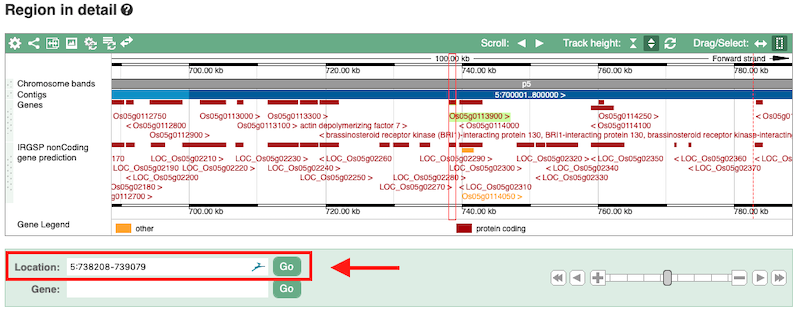 Region in detail ?
Scroll: Track height: Drag/Select:
100.00 kb Forward strand
700.00 kb 720.00 kb 740.00 kb 760.00 kb 780.00 kb
Chromosome bands p5
Contigs 5:700001..800000 >
Genes
Os05g0112750 Os05g0113000 > Os05g0113300 > Os05g0113900 > Os05g0114250 >
< Os05g0112800 Os05g0113100 > actin depolymerizing factor 7 > < Os05g0114000 < Os05g0114100
Os05g0112900 > < brassinosteroid receptor kinase (BRI1)-interacting protein 130, BRI1-interacting protein 130, brassinosteroid receptor kinase-interacting
IRGSP nonCoding
gene prediction
170 LOC_Os05g02210 > < LOC_Os05g02260 LOC_Os05g02290 > LOC_Os05g02350 < LOC
LOC_Os05g02190 < LOC_Os05g02240 < LOC_Os05g02280 > < LOC_Os05g02340
LOC_Os05g02200 > LOC_Os05g02250 > < LOC_Os05g02300 < LOC_Os05g02320 LOC_Os05g02360 >
LOC_Os05g02180 > LOC_Os05g02270 > < LOC_Os05g02310 < LOC_Os05g02330
g0112700 > Os05g0114050 >
700.00 kb 720.00 kb 740.00 kb 760.00 kb 780.00 kb
Gene Legend other protein coding
Location: 5:738208-739079 Go
Gene: Go